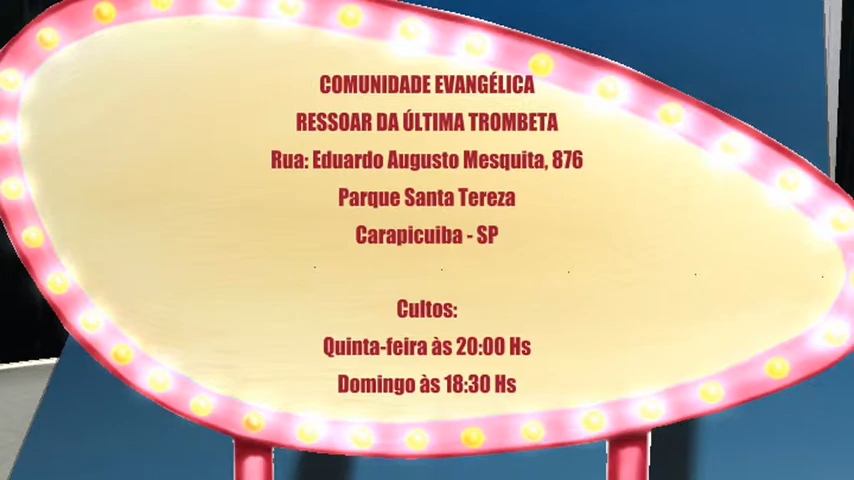 COMUNIDADE EVANGÉLICA
RESSOAR DA ÚLTIMA TROMBETA
Rua: Eduardo Augusto Mesquita, 876
Parque Santa Tereza
Carapicuiba - SP
Cultos:
Quinta-feira às 20:00 Hs
Domingo às 18:30 Hs